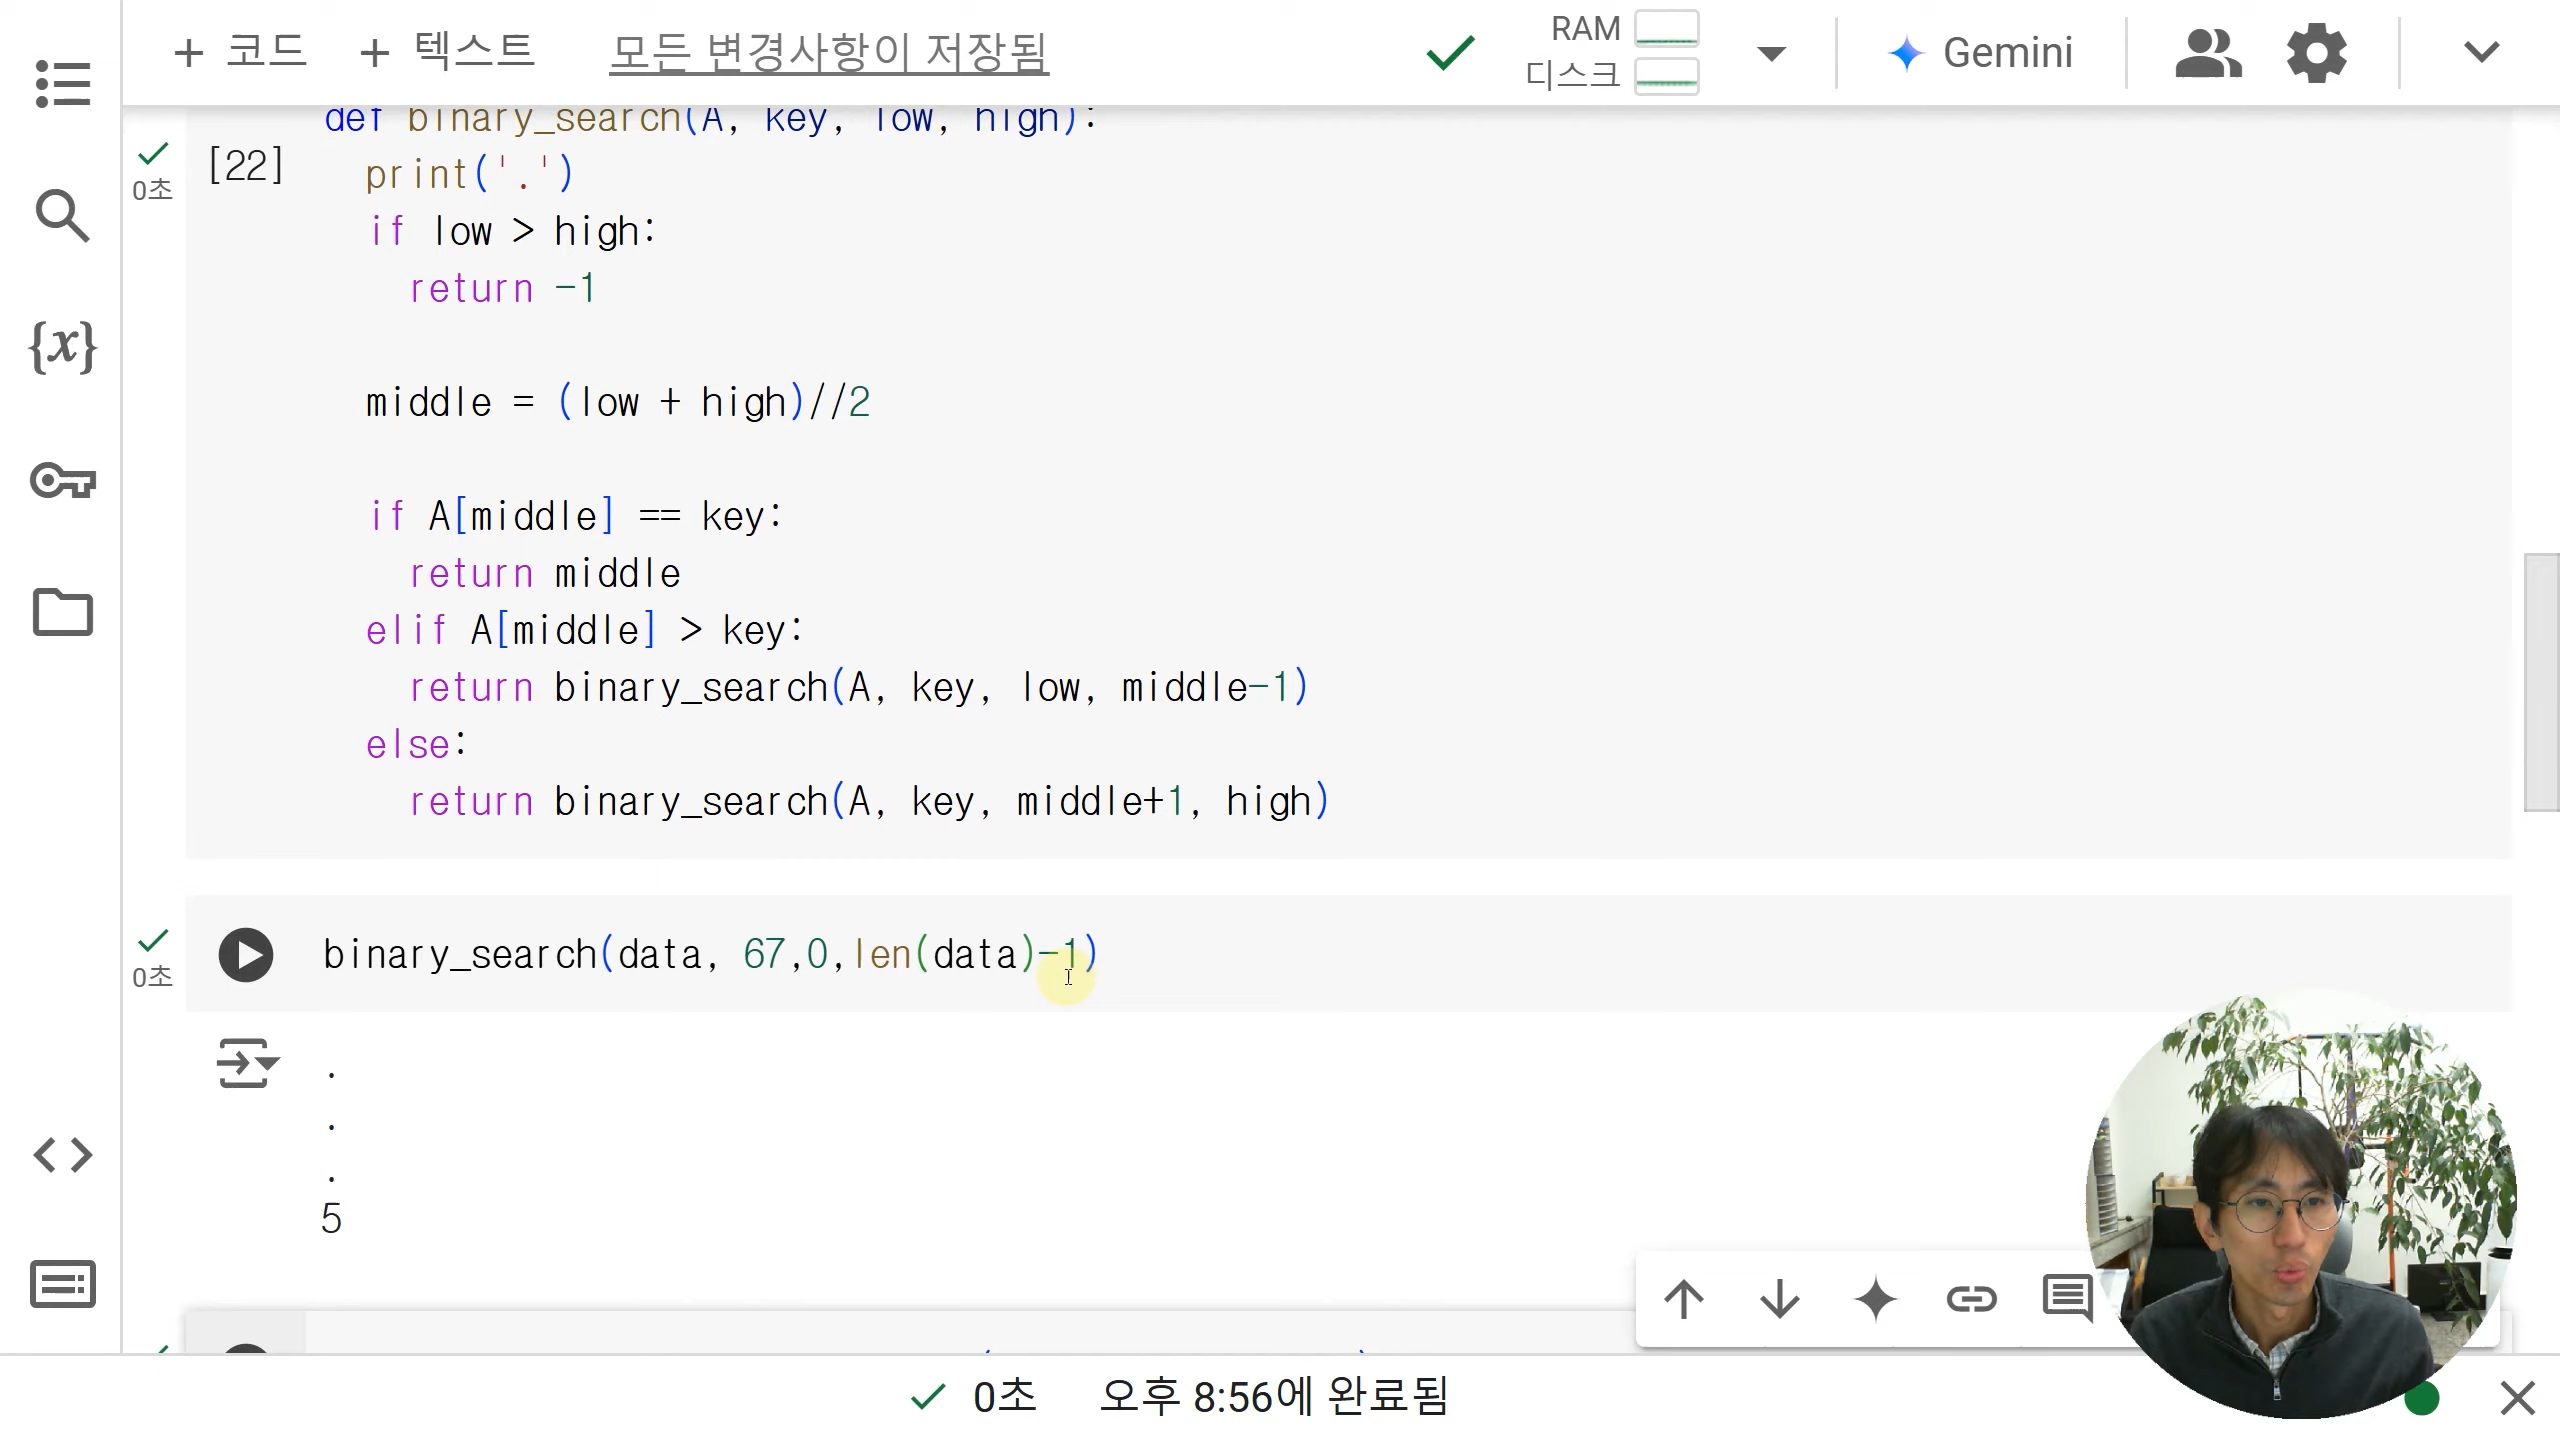 + 코드 + 텍스트 모든 변경사항이 저장됨
RAM
디스크
Gemini
{x}
0초
[22]
def binary_search(A, key, low, high):
print('.')
if low > high:
return -1
middle = (low + high)//2
if A[middle] == key:
return middle
elif A[middle] > key:
return binary_search(A, key, low, middle-1)
else:
return binary_search(A, key, middle+1, high)
0초
binary_search(data, 67,0,len(data)-1)
.
.
.
5
0초 오후 8:56에 완료됨